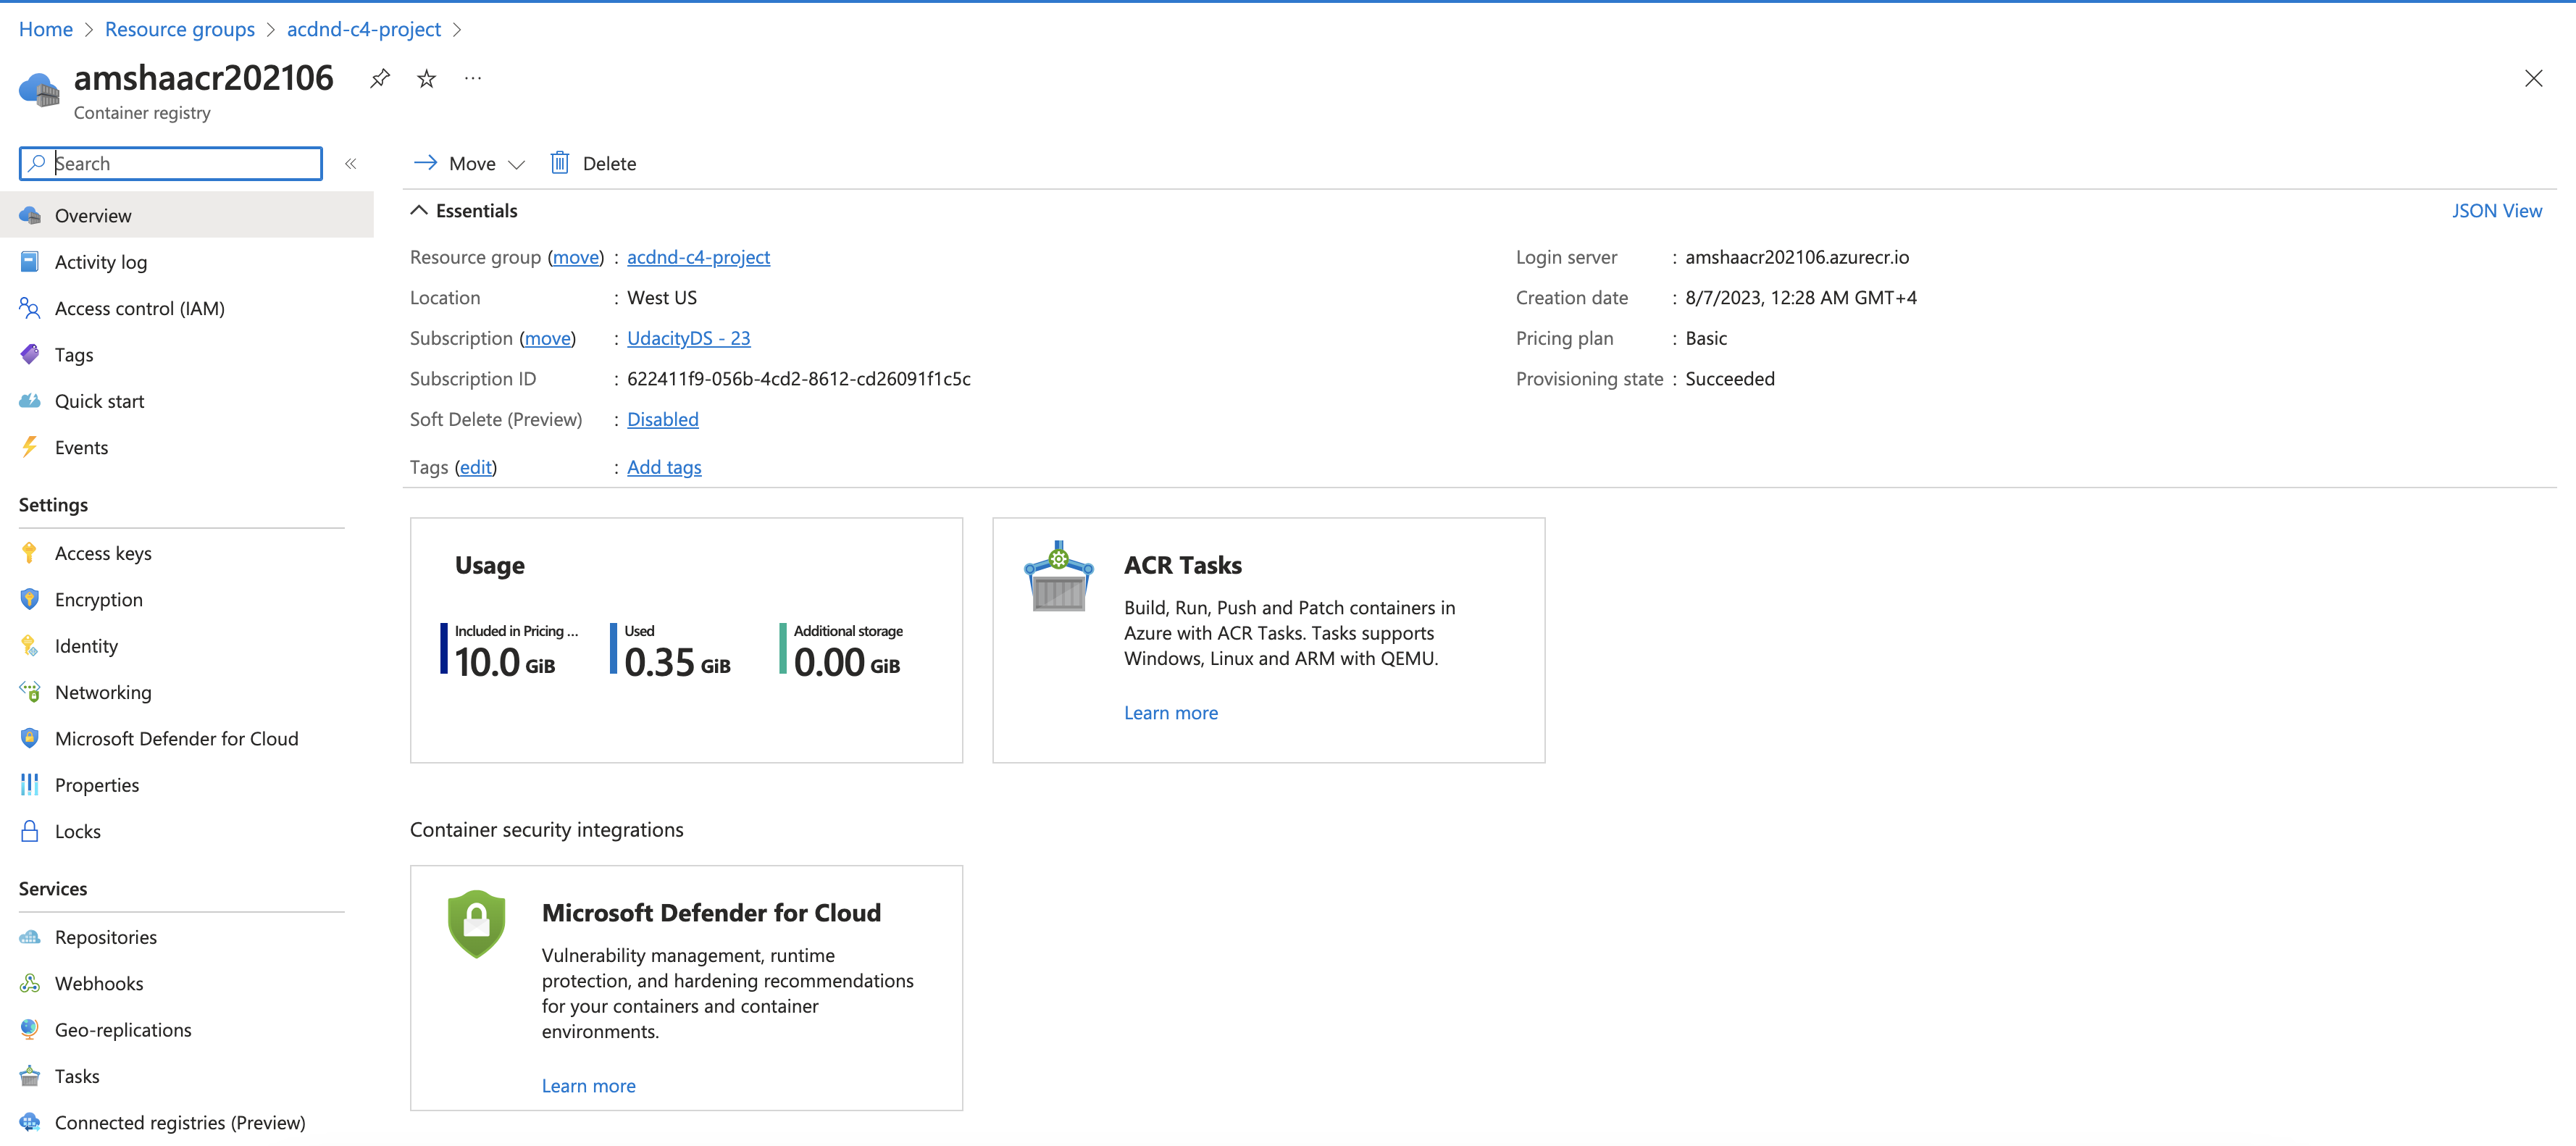 Home > Resource groups > acdnd-c4-project >
amshaacr202106
Container registry
Search
Overview
Activity log
Access control (IAM)
Tags
Quick start
Events
Settings
Access keys
Encryption
Identity
Networking
Microsoft Defender for Cloud
Properties
Locks
Services
Repositories
Webhooks
Geo-replications
Tasks
Connected registries (Preview)
Move
Delete
Essentials
JSON View
Resource group (move) : acdnd-c4-project
Location : West US
Subscription (move) : UdacityDS - 23
Subscription ID : 622411f9-056b-4cd2-8612-cd26091f1c5c
Soft Delete (Preview) : Disabled
Tags (edit) : Add tags
Login server : amshaacr202106.azurecr.io
Creation date : 8/7/2023, 12:28 AM GMT+4
Pricing plan : Basic
Provisioning state : Succeeded
Usage
Included in Pricing ...
10.0 GiB
Used
0.35 GiB
Additional storage
0.00 GiB
ACR Tasks
Build, Run, Push and Patch containers in
Azure with ACR Tasks. Tasks supports
Windows, Linux and ARM with QEMU.
Learn more
Container security integrations
Microsoft Defender for Cloud
Vulnerability management, runtime
protection, and hardening recommendations
for your containers and container
environments.
Learn more